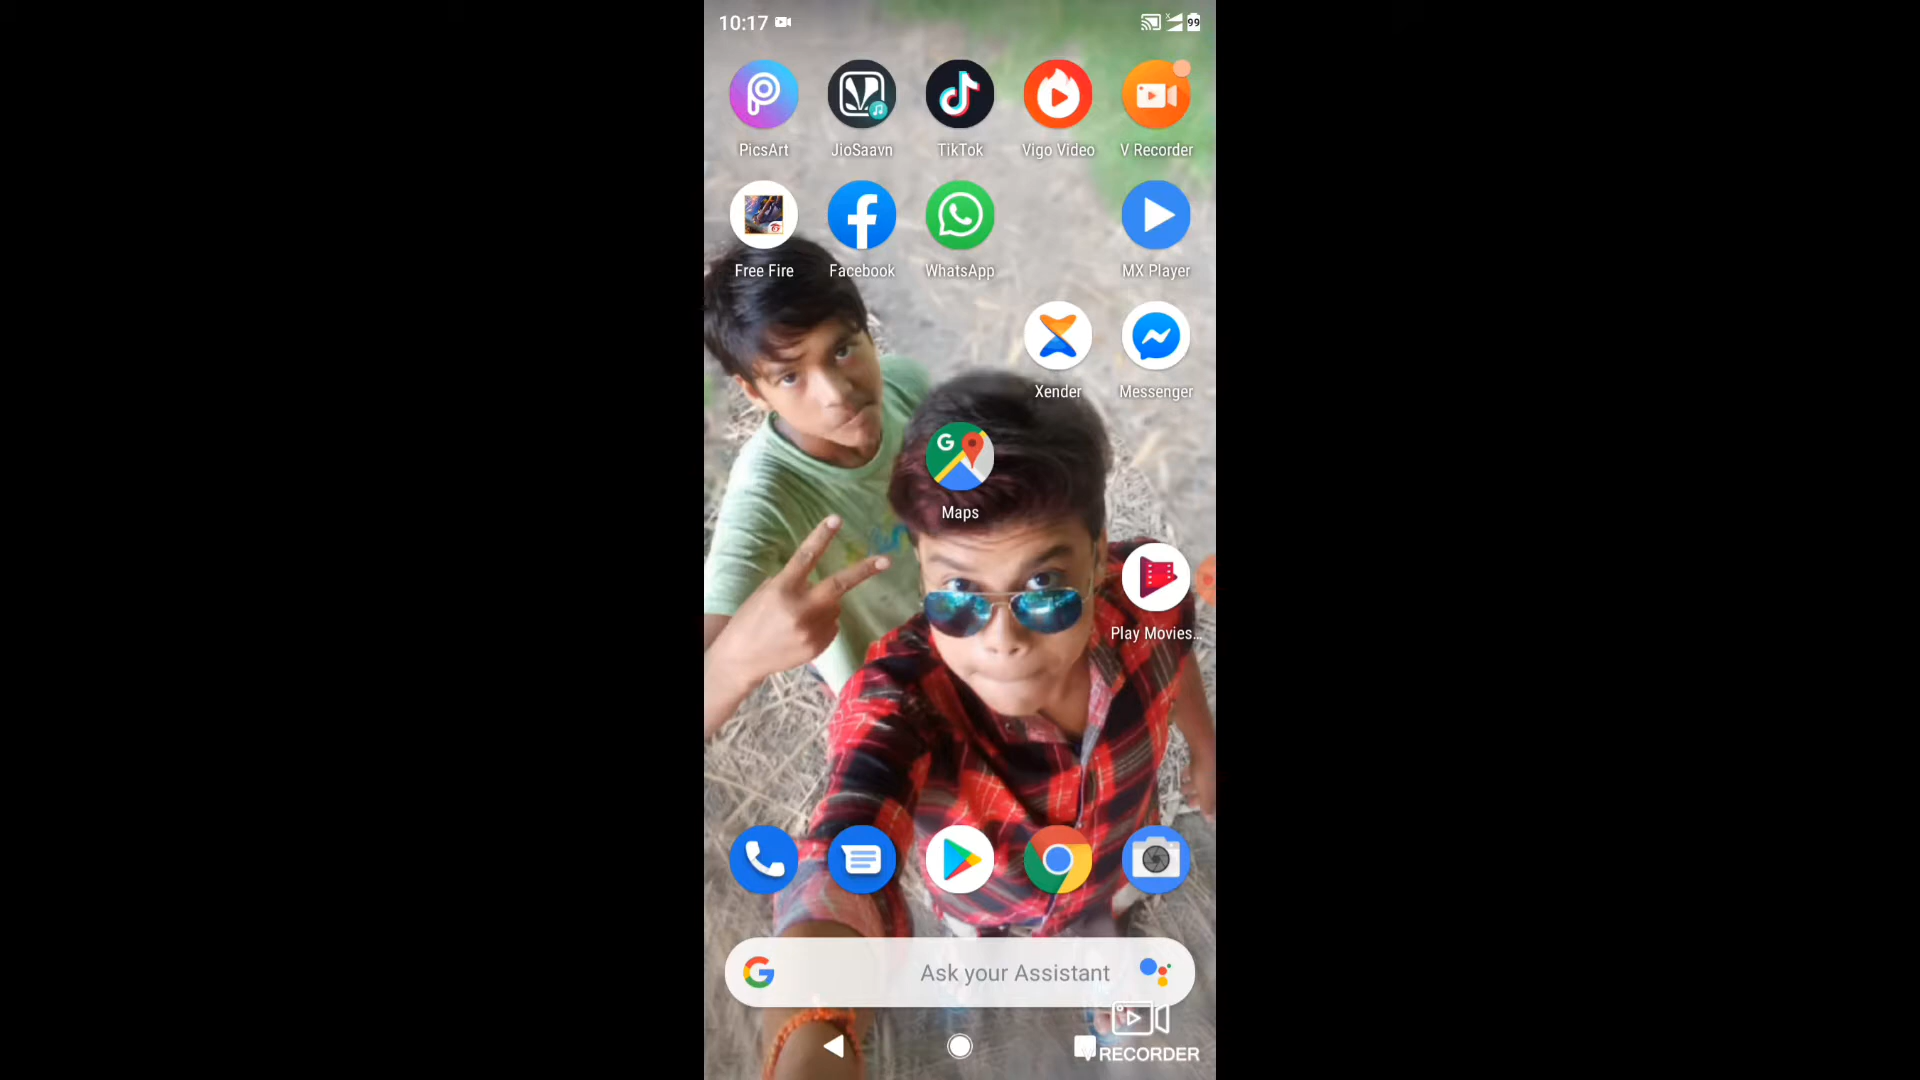 10:17
99
PicsArt
JioSaavn
TikTok
Vigo Video
V Recorder
Free Fire
Facebook
WhatsApp
MX Player
Xender
Messenger
G
Maps
Play Movies...
G
Ask your Assistant
V RECORDER